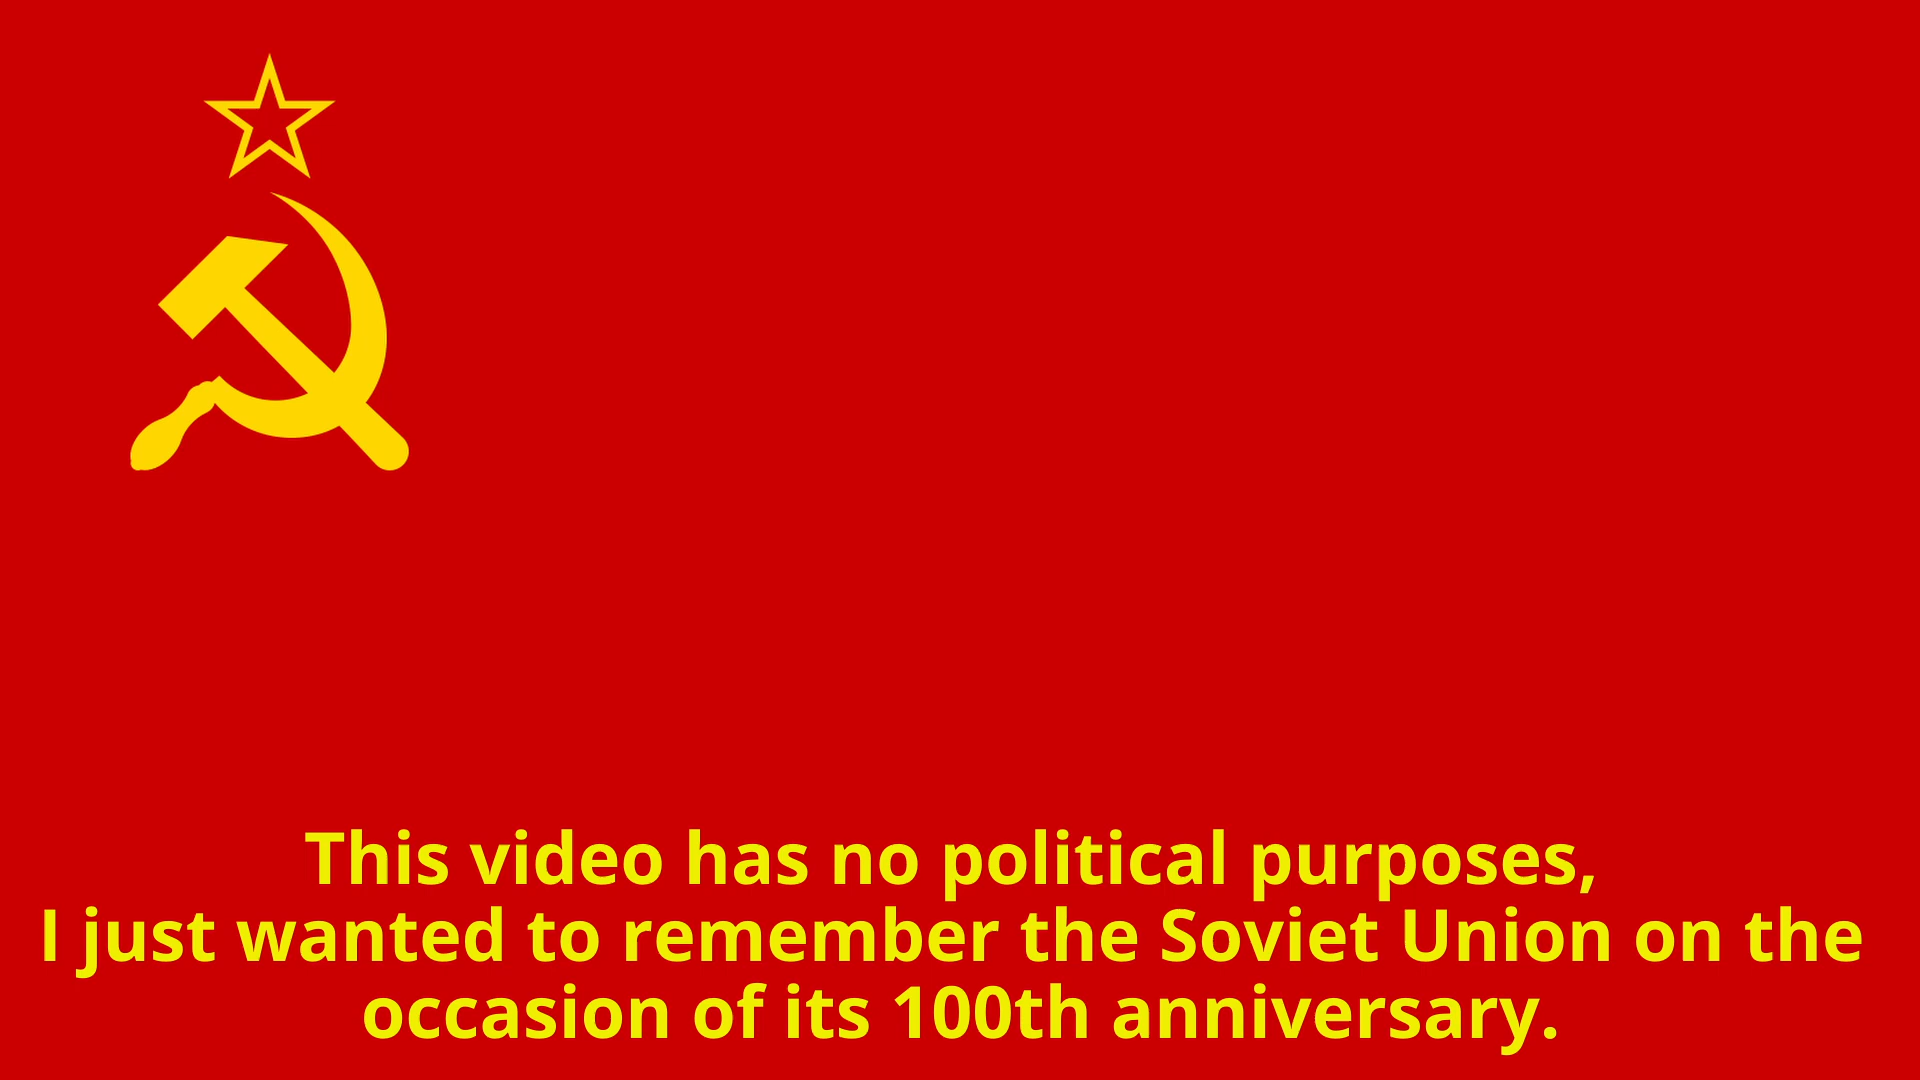 This video has no political purposes,
I just wanted to remember the Soviet Union on the
occasion of its 100th anniversary.